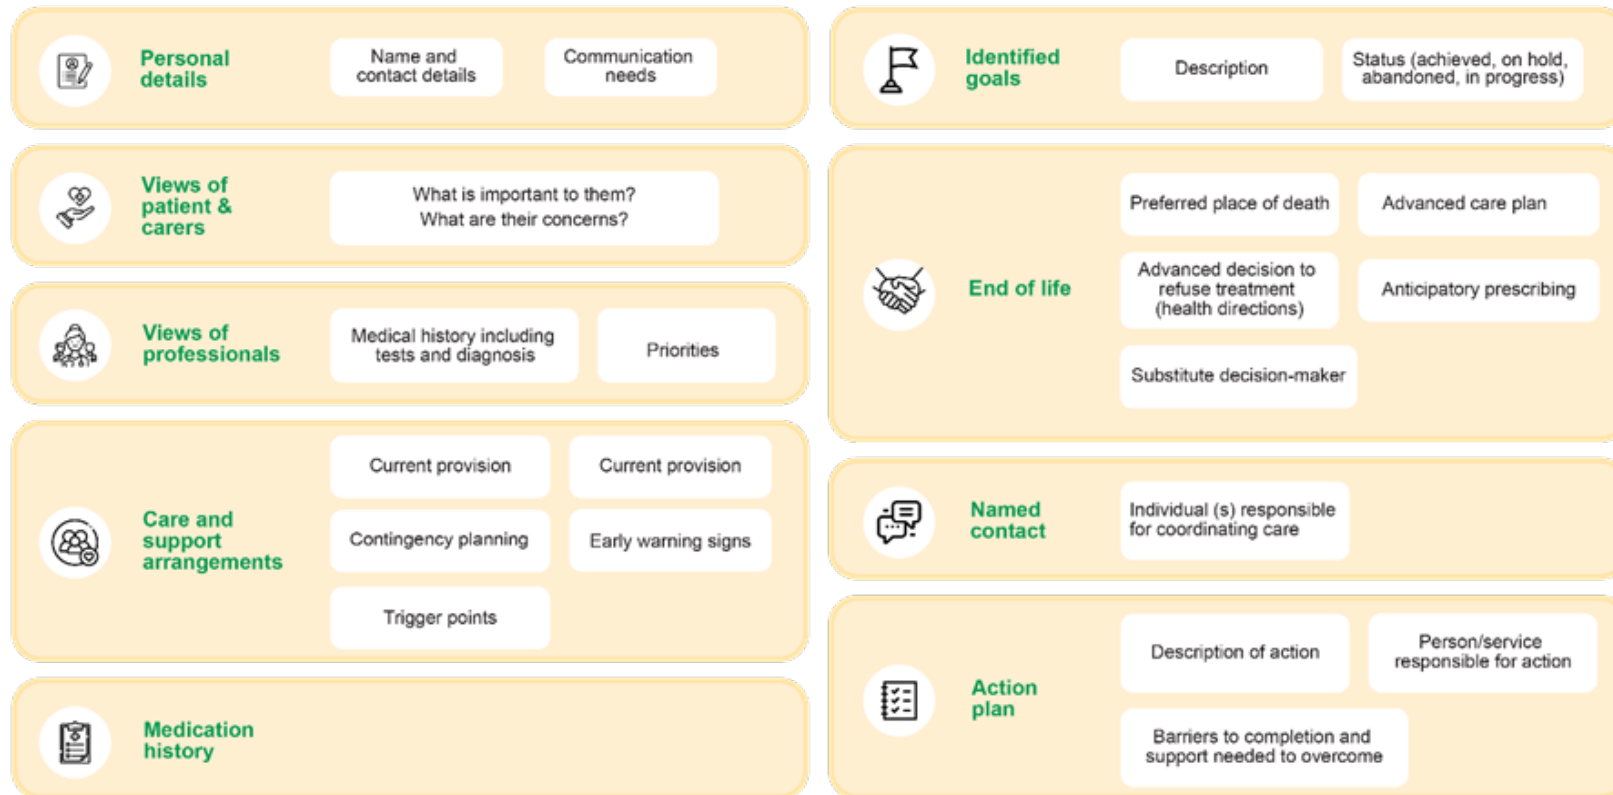 Personal
details
Name and
contact details
Communication
needs
Views of
patient &
carers
What is important to them?
What are their concerns?
Views of
professionals
Medical history including
tests and diagnosis
Priorities
Care and
support
arrangements
Current provision
Current provision
Contingency planning
Early warning signs
Trigger points
Medication
history
Identified
goals
Description
Status (achieved, on hold,
abandoned, in progress)
End of life
Preferred place of death
Advanced care plan
Advanced decision to
refuse treatment
(health directions)
Anticipatory prescribing
Substitute decision-maker
Named
contact
Individual (s) responsible
for coordinating care
Action
plan
Description of action
Person/service
responsible for action
Barriers to completion and
support needed to overcome